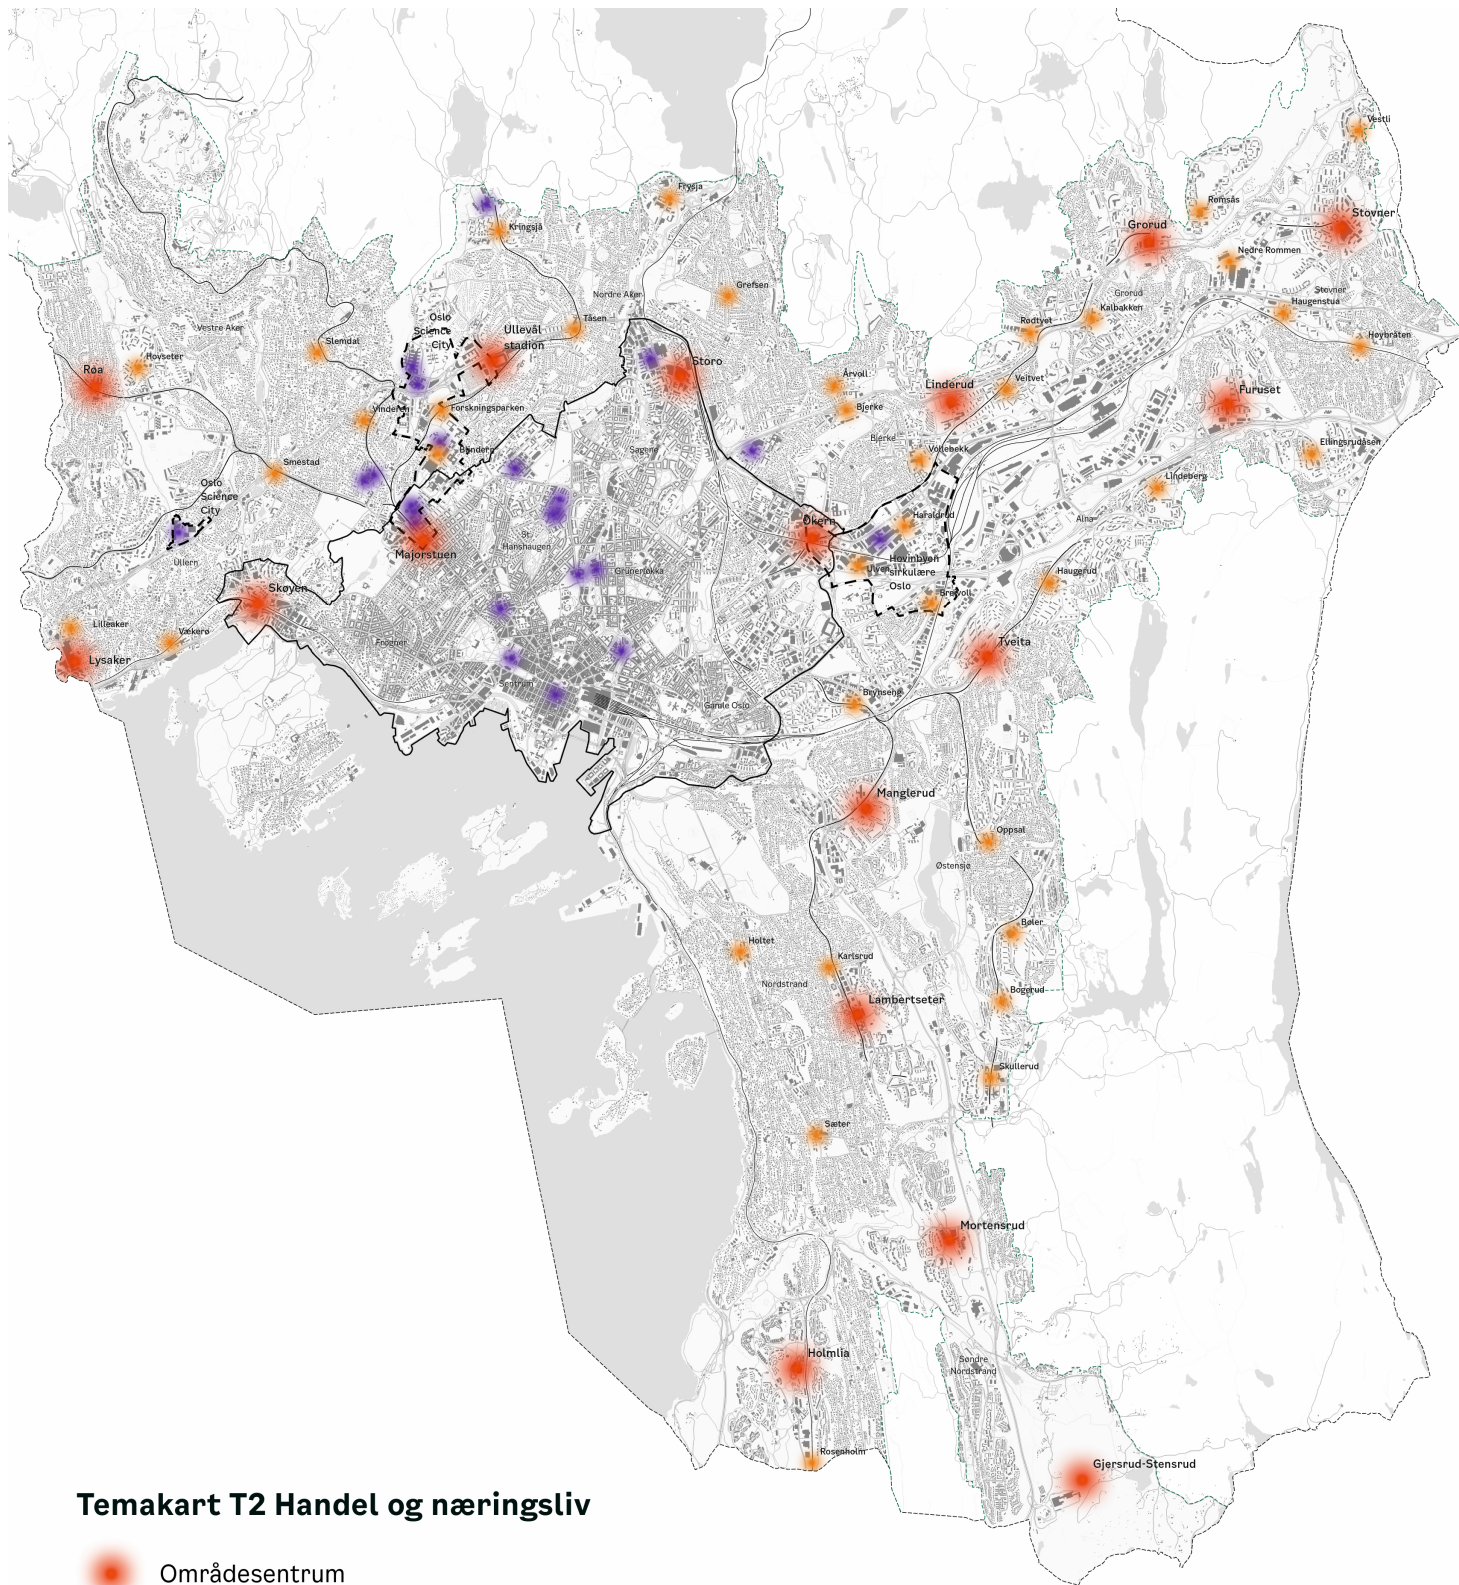 Vestli
Frysja
Romsås
Stovner
Grorud
Kringsjå
Nedre Rommen
Grefsen
Nordre Aker
Stovner
Grorud
Haugenstua
Kalbakken
Oslo
Science
City
Tåsen
Rødtvet
Vestre Aker
Ullevål
stadion
Høybråten
Slemdal
Hovseter
Storo
Røa
Årvoll
Linderud
Veitvet
Furuset
Vinderen
Forskningsparken
Bjerke
Bjerke
Ellingsrudåsen
Blindern
Sagene
Vollebekk
Smestad
Lindeberg
Oslo
Science
City
Haraldrud
Økern
Alna
St.
Hanshaugen
Majorstuen
Ullern
Hovinbyen
sirkulære
Oslo
Ulven
Grünerløkka
Haugerud
Skøyen
Breivoll
Lilleaker
Vækerø
Frogner
Tveita
Lysaker
Sentrum
Brynseng
Gamle Oslo
Manglerud
Oppsal
Østensjø
Bøler
Holtet
Karlsrud
Nordstrand
Bogerud
Lambertseter
Skullerud
Sæter
Mortensrud
Holmlia
Søndre
Nordstrand
Rosenholm
Gjersrud-Stensrud
Temakart T2 Handel og næringsliv
Områdesentrum